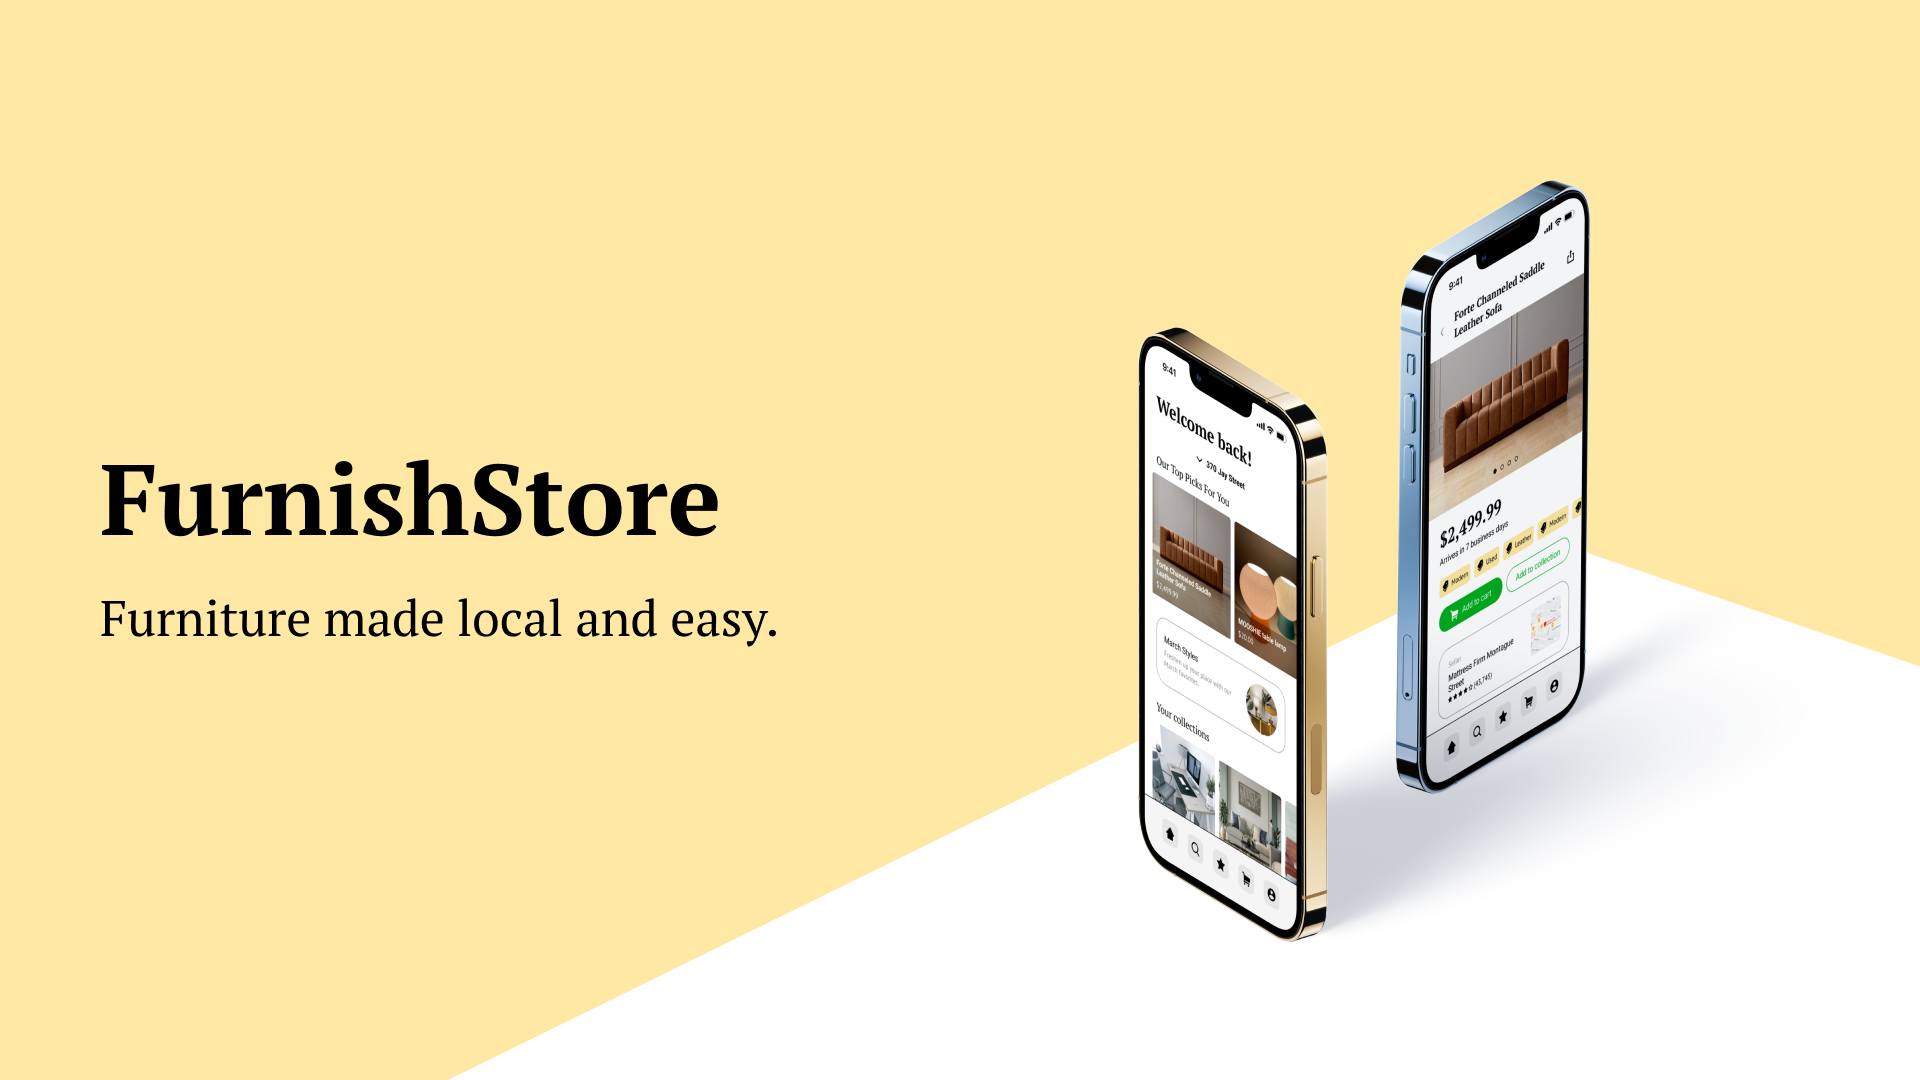 FurnishStore
Furniture made local and easy.
9:41
Welcome back!
370 Jay Street
Our Top Picks For You
Forte Channeled Saddle
Leather Sofa
$2,499.99
MOOSHIE table lamp
$20.00
March Styles
Freshen up your place with our
March favorites.
Your collections
9:41
Forte Channeled Saddle
Leather Sofa
$2,499.99
Arrives in 7 business days
Modern
Used
Leather
Modern
Add to cart
Add to collection
Seller
Mattress Firm Montague
Street
(43,745)